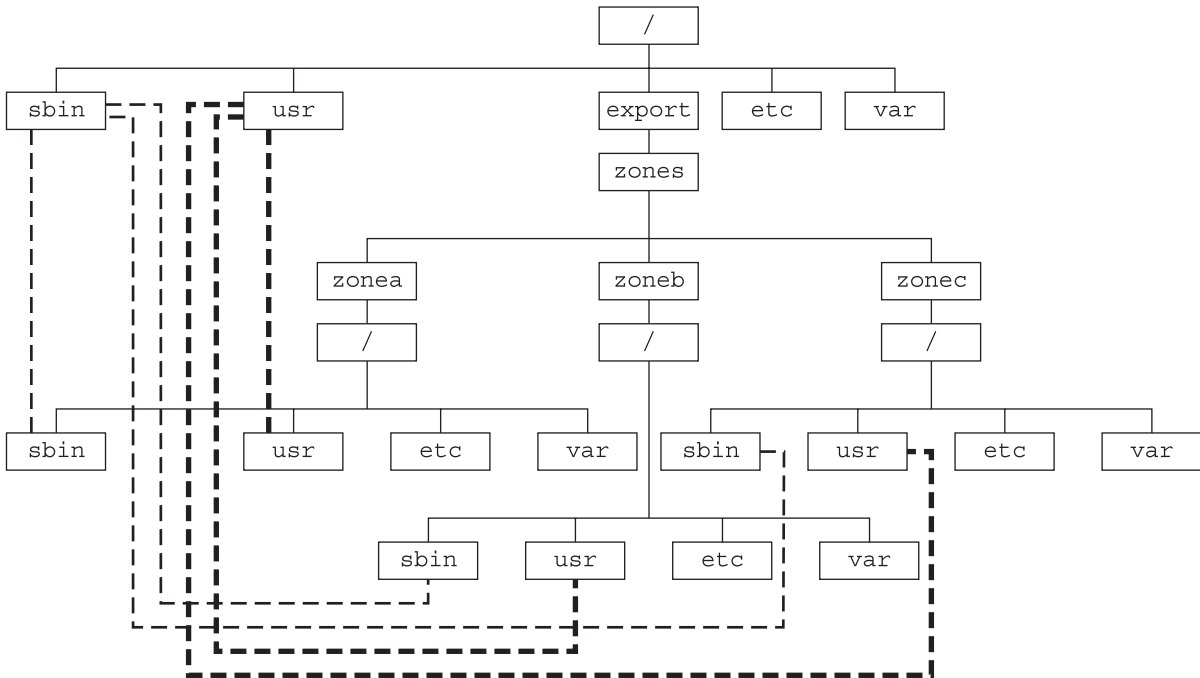 /
sbin usr export etc var
zones
zonea zoneb zonec
/ / /
sbin usr etc var sbin usr etc var
sbin usr etc var